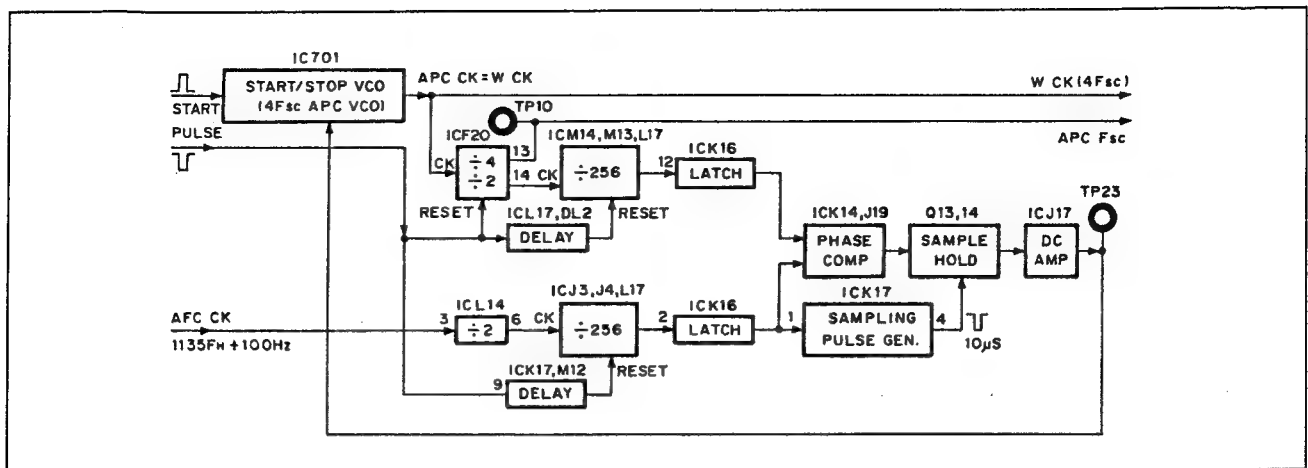 IC701
START/STOP VCO
(4Fsc APC VCO)
START
PULSE
APC CK=W CK
W CK (4Fsc)
TP10
APC Fsc
ICF20
CK
÷4
÷2
13
14 CK
RESET
ICM14, M13, L17
÷256
RESET
12
ICK16
LATCH
ICL17, DL2
DELAY
ICK14, J19
PHASE
COMP
Q13, 14
SAMPLE
HOLD
ICJ17
DC
AMP
TP23
AFC CK
1135FH+100Hz
3
ICL14
÷2
6 CK
ICJ3, J4, L17
÷256
RESET
2
ICK16
LATCH
1
ICK17
SAMPLING
PULSE GEN.
4
10µS
ICK17, M12
9
DELAY